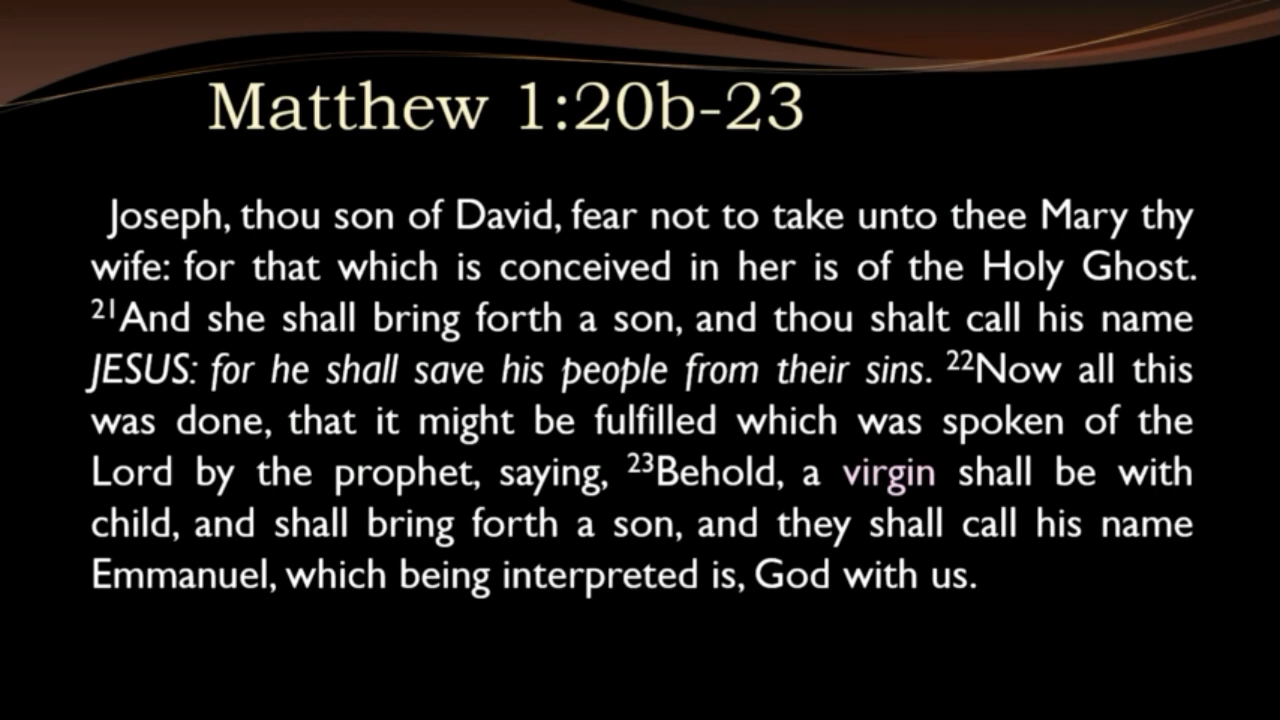 Matthew 1:20b-23
Joseph, thou son of David, fear not to take unto thee Mary thy
wife: for that which is conceived in her is of the Holy Ghost.
²¹And she shall bring forth a son, and thou shalt call his name
JESUS: for he shall save his people from their sins. ²²Now all this
was done, that it might be fulfilled which was spoken of the
Lord by the prophet, saying, ²³Behold, a virgin shall be with
child, and shall bring forth a son, and they shall call his name
Emmanuel, which being interpreted is, God with us.